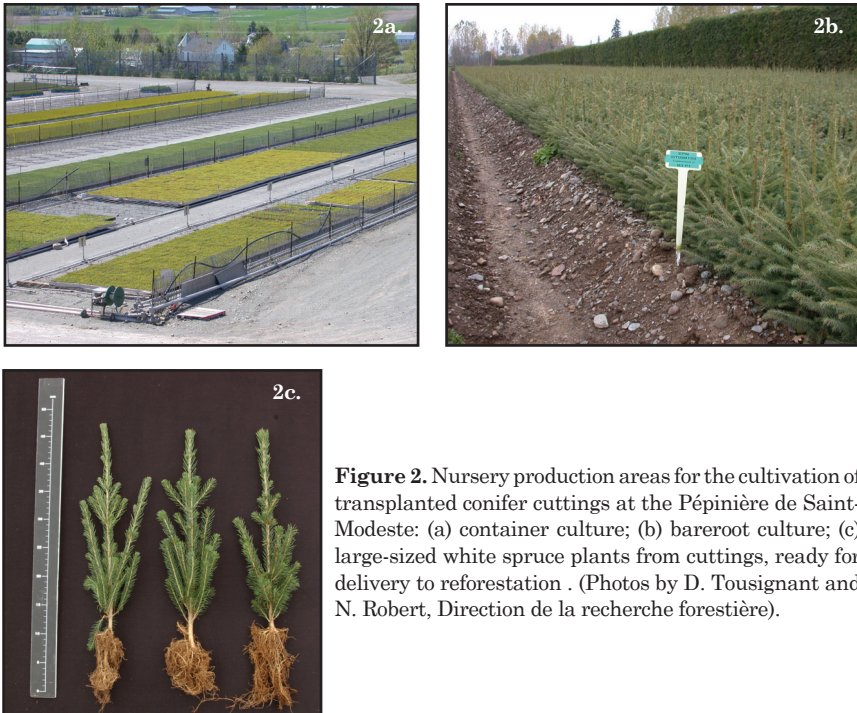 2a.
2b.
2c.
Figure 2. Nursery production areas for the cultivation of
transplanted conifer cuttings at the Pépinière de Saint-
Modeste: (a) container culture; (b) bareroot culture; (c)
large-sized white spruce plants from cuttings, ready for
delivery to reforestation . (Photos by D. Tousignant and
N. Robert, Direction de la recherche forestière).